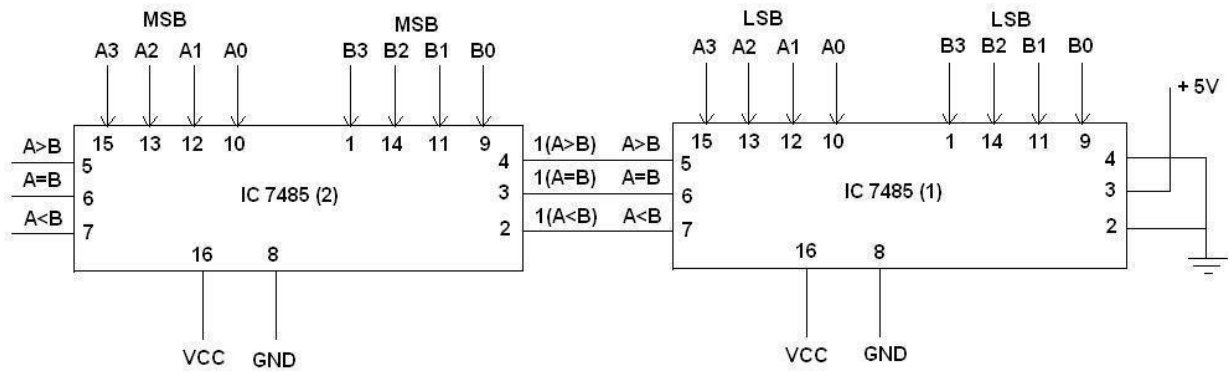 MSB MSB LSB LSB
A3 A2 A1 A0 B3 B2 B1 B0 A3 A2 A1 A0 B3 B2 B1 B0
+ 5V
15 13 12 10 1 14 11 9 15 13 12 10 1 14 11 9
A>B 5 4 1(A>B) A>B 5 4
A=B 6 IC 7485 (2) 3 1(A=B) A=B 6 IC 7485 (1) 3
A<B 7 2 1(A<B) A<B 7 2
16 8 16 8
VCC GND VCC GND